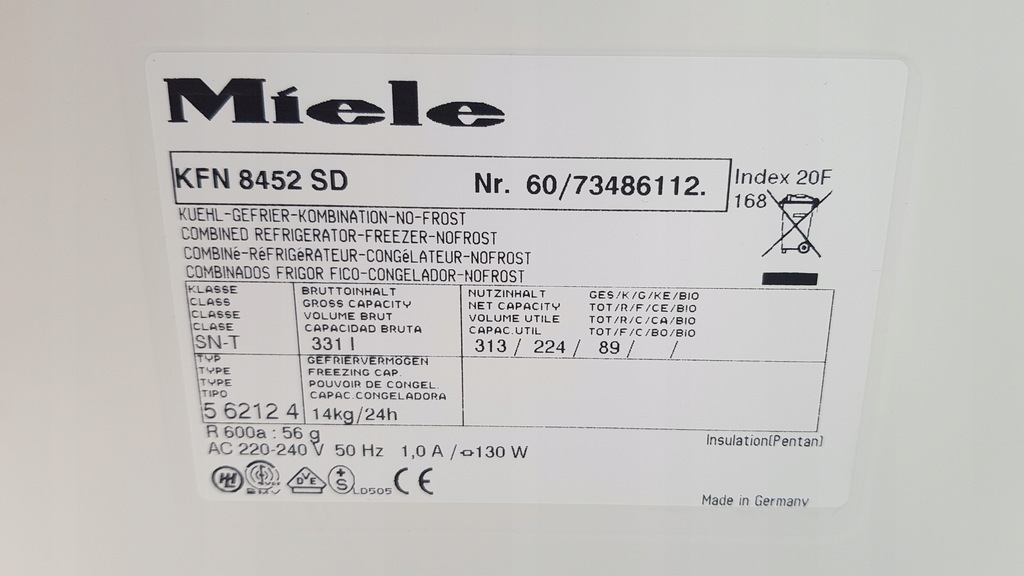 Miele
KFN 8452 SD Nr. 60/73486112.
Index 20F
168
KUEHL-GEFRIER-KOMBINATION-NO-FROST
COMBINED REFRIGERATOR-FREEZER-NOFROST
COMBINé-RéFRIGéRATEUR-CONGéLATEUR-NOFROST
COMBINADOS FRIGOR FICO-CONGELADOR-NOFROST
KLASSE BRUTTOINHALT NUTZINHALT GES/K/G/KE/BIO
CLASS GROSS CAPACITY NET CAPACITY TOT/R/F/CE/BIO
CLASSE VOLUME BRUT VOLUME UTILE TOT/R/C/CA/BIO
CLASE CAPACIDAD BRUTA CAPAC.UTIL TOT/F/C/BO/BIO
SN-T 331 l 313 / 224 / 89 / /
TYP GEFRIERVERMÖGEN
TYPE FREEZING CAP.
TYPE POUVOIR DE CONGEL.
TIPO CAPAC.CONGELADORA
5 6212 4 14kg/24h
R 600a : 56 g
Insulation(Pentan)
AC 220-240 V 50 Hz 1,0 A / 130 W
DVE S LD505 CE
Made in Germany